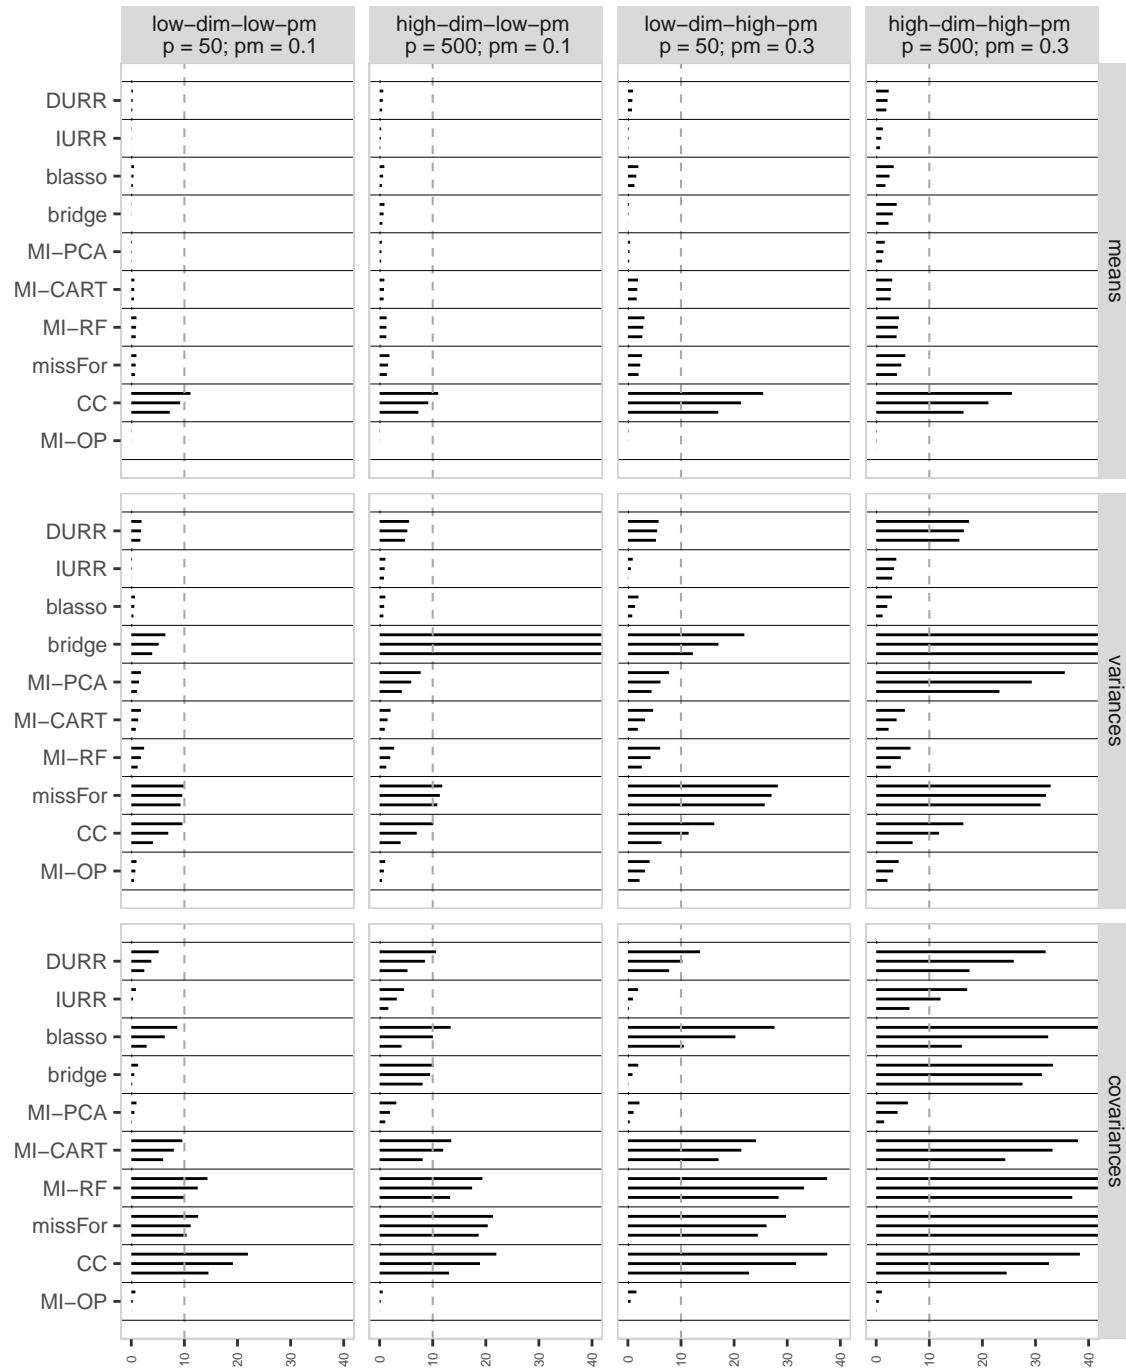 low−dim−low−pm
p = 50; pm = 0.1
high−dim−low−pm
p = 500; pm = 0.1
low−dim−high−pm
p = 50; pm = 0.3
high−dim−high−pm
p = 500; pm = 0.3
DURR
IURR
blasso
bridge
MI−PCA
MI−CART
MI−RF
missFor
CC
MI−OP
means
DURR
IURR
blasso
bridge
MI−PCA
MI−CART
MI−RF
missFor
CC
MI−OP
variances
DURR
IURR
blasso
bridge
MI−PCA
MI−CART
MI−RF
missFor
CC
MI−OP
covariances
0 10 20 30 40
0 10 20 30 40
0 10 20 30 40
0 10 20 30 40